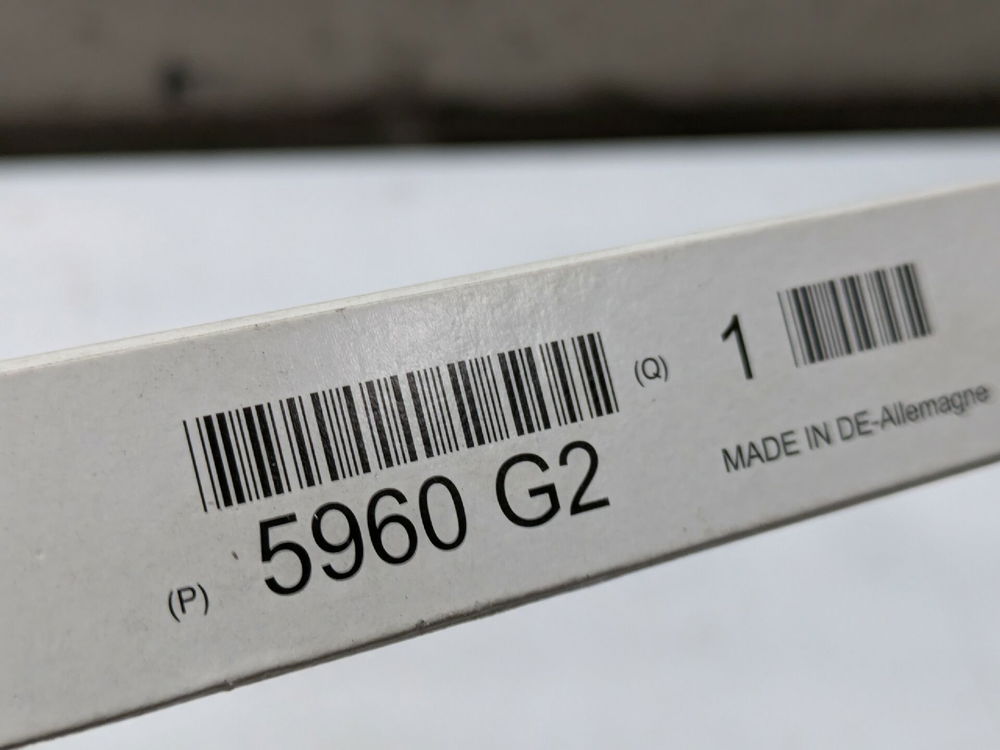 (P) 5960 G2
(Q) 1
MADE IN DE-Allemagne